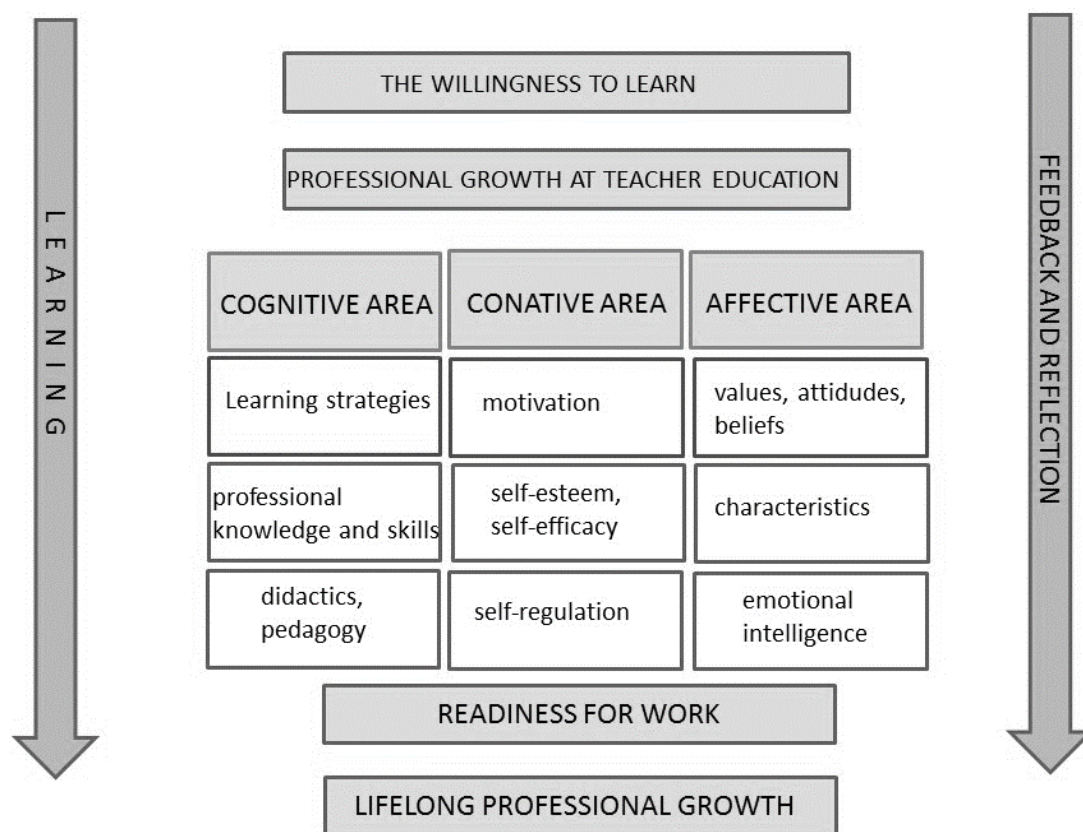 THE WILLINGNESS TO LEARN
PROFESSIONAL GROWTH AT TEACHER EDUCATION
LEARNING
FEEDBACK AND REFLECTION
COGNITIVE AREA
CONATIVE AREA
AFFECTIVE AREA
Learning strategies
motivation
values, attidudes,
beliefs
professional
knowledge and skills
self-esteem,
self-efficacy
characteristics
didactics,
pedagogy
self-regulation
emotional
intelligence
READINESS FOR WORK
LIFELONG PROFESSIONAL GROWTH